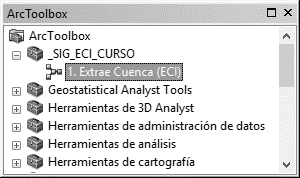 ArcToolbox
ArcToolbox
_SIG_ECI_CURSO
1. Extrae Cuenca (ECI)
Geostatistical Analyst Tools
Herramientas de 3D Analyst
Herramientas de administración de datos
Herramientas de análisis
Herramientas de cartografía